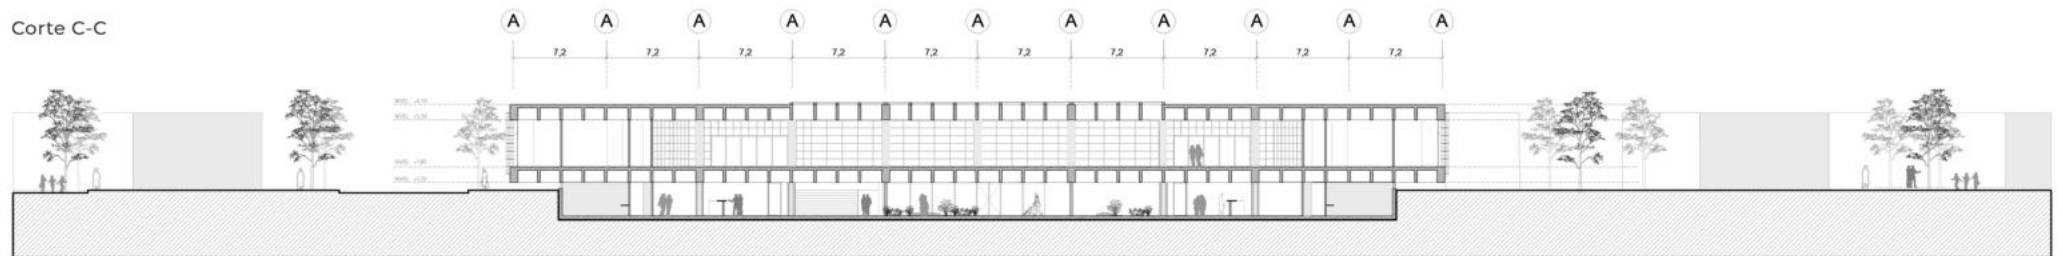 A A A A A A A A A A A
Corte C-C
7,2 7,2 7,2 7,2 7,2 7,2 7,2 7,2 7,2 7,2